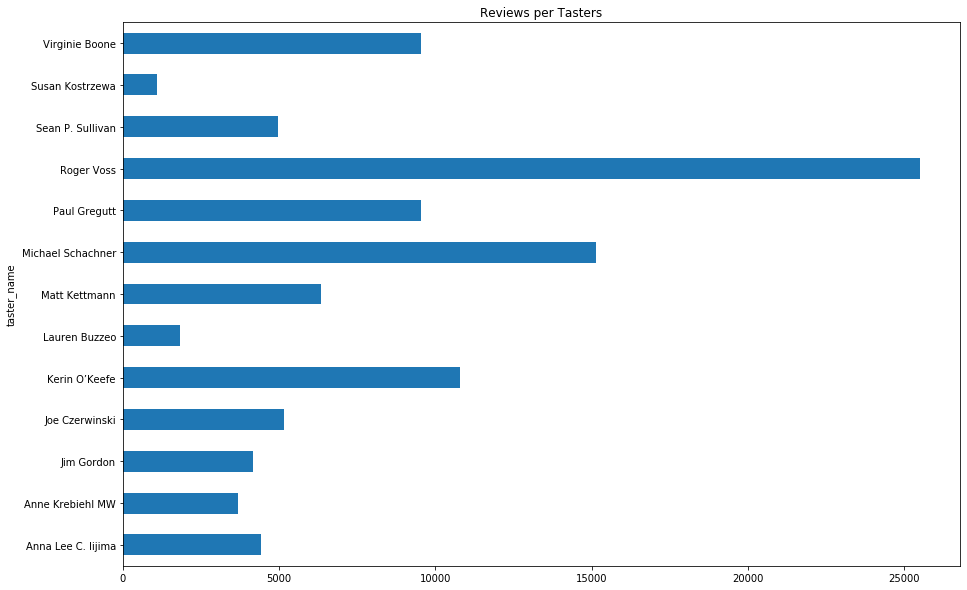 Reviews per Tasters
taster_name
Virginie Boone
Susan Kostrzewa
Sean P. Sullivan
Roger Voss
Paul Gregutt
Michael Schachner
Matt Kettmann
Lauren Buzzeo
Kerin O’Keefe
Joe Czerwinski
Jim Gordon
Anne Krebiehl MW
Anna Lee C. Iijima
0 5000 10000 15000 20000 25000